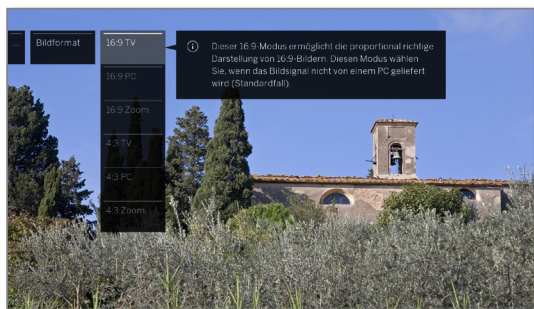 ...
Bildformat
16:9 TV
16:9 PC
16:9 Zoom
4:3 TV
4:3 PC
4:3 Zoom
Dieser 16:9-Modus ermöglicht die proportional richtige
Darstellung von 16:9-Bildern. Diesen Modus wählen
Sie, wenn das Bildsignal nicht von einem PC geliefert
wird (Standardfall).